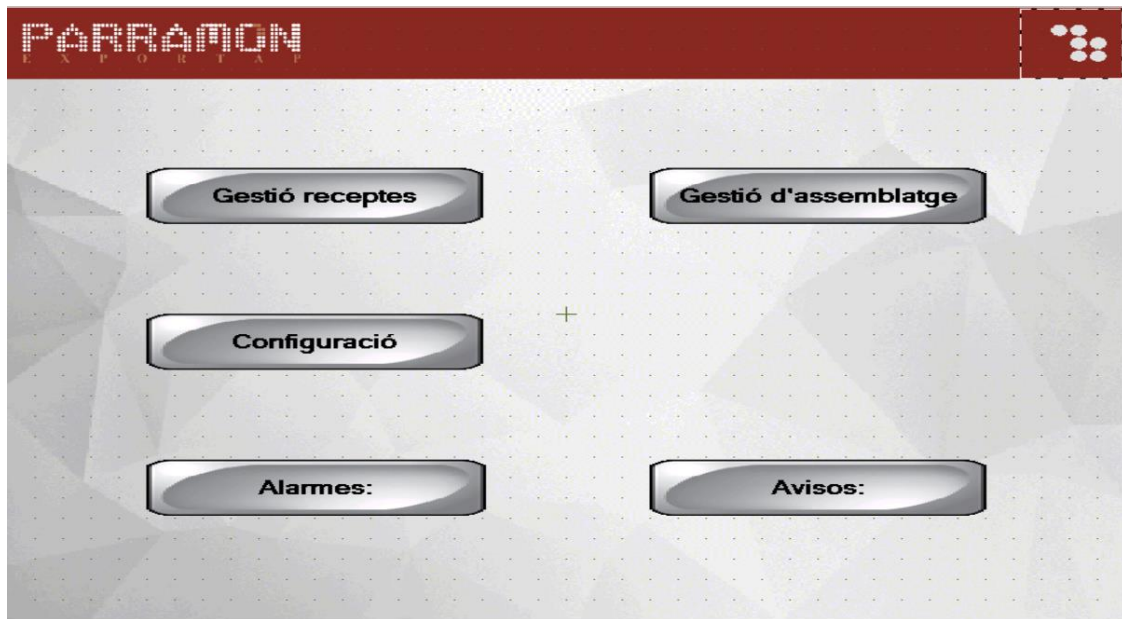 PARRAMON
EXPORTAP
Gestió receptes
Gestió d'assemblatge
Configuració
Alarmes:
Avisos: